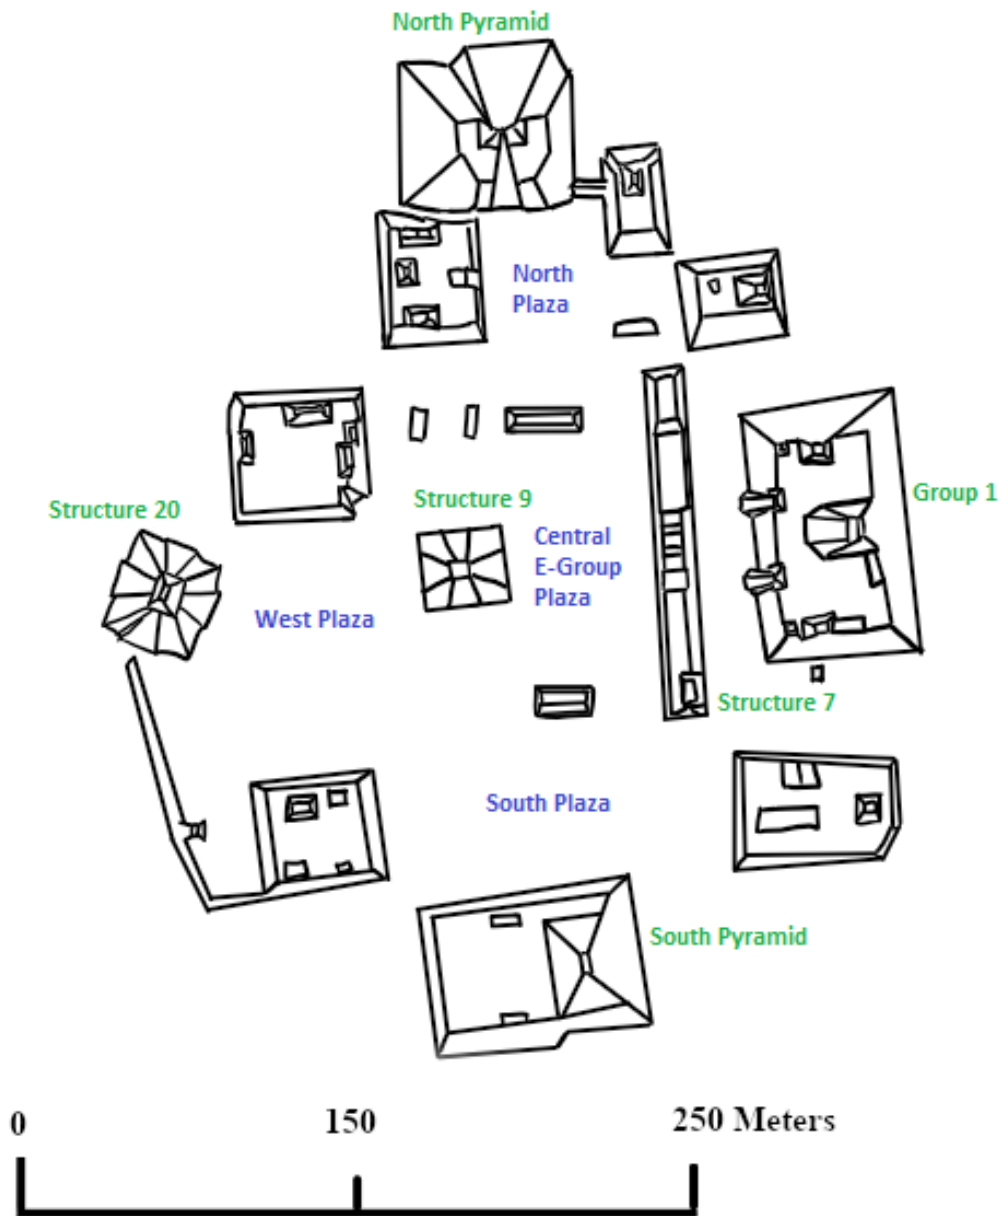 North Pyramid
North
Plaza
Structure 20
Structure 9
Group 1
Central
E-Group
Plaza
West Plaza
Structure 7
South Plaza
South Pyramid
0 150 250 Meters